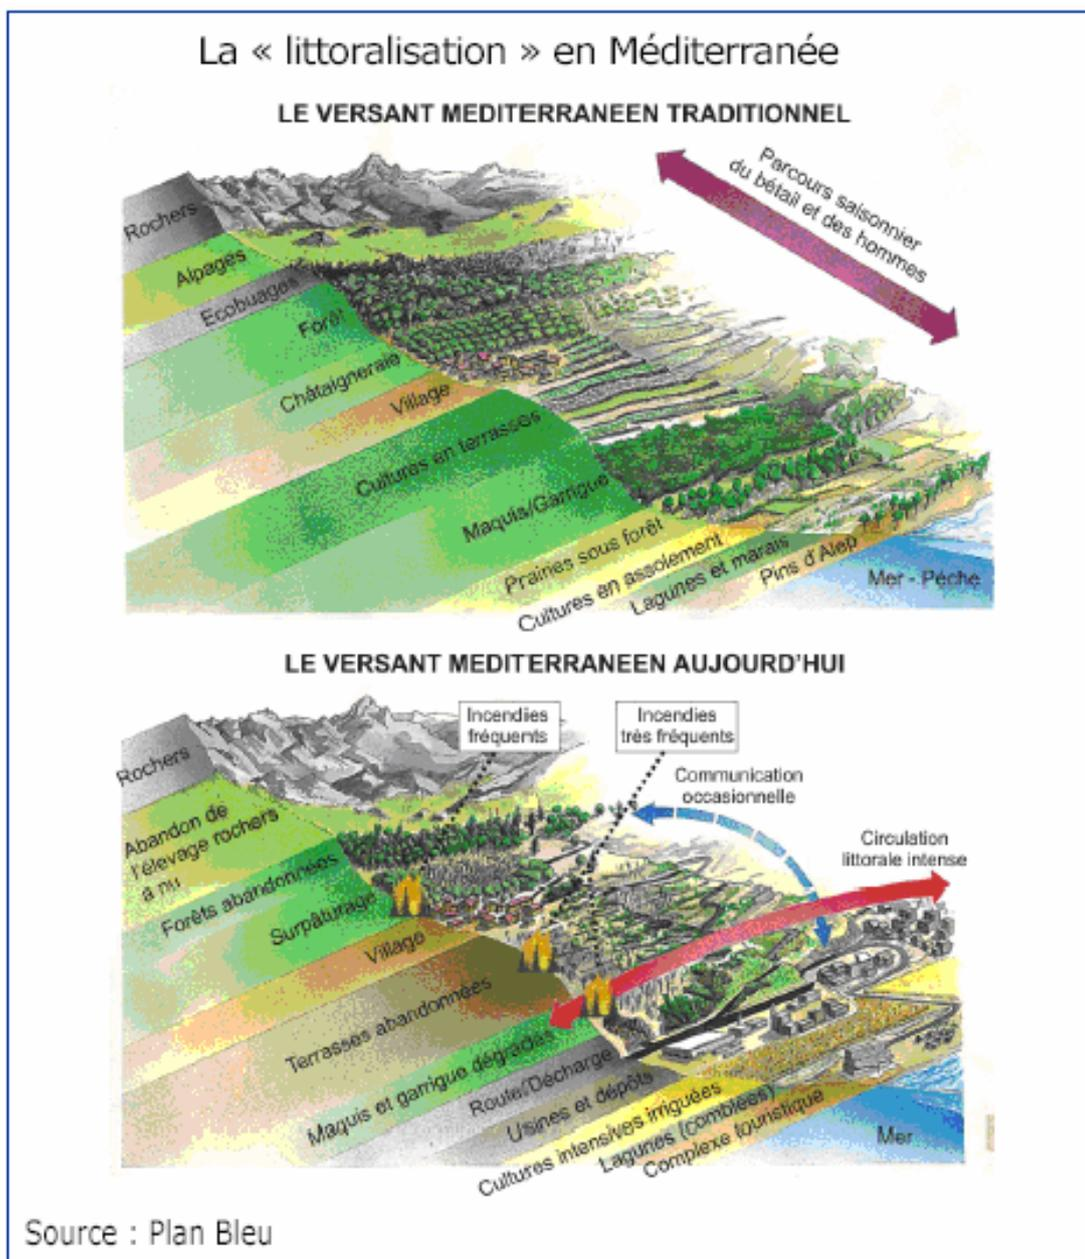 La « littoralisation » en Méditerranée
LE VERSANT MEDITERRANEEN TRADITIONNEL
Parcours saisonnier
du bétail et des hommes
Rochers
Alpages
Ecobuages
Forêt
Châtaigneraie
Village
Cultures en terrasses
Maquis/Garrigue
Prairies sous forêt
Cultures en assolement
Lagunes et marais
Pins d'Alep
Mer - Pêche
LE VERSANT MEDITERRANEEN AUJOURD'HUI
Incendies
fréquents
Incendies
très fréquents
Communication
occasionnelle
Circulation
littorale intense
Rochers
Abandon de
l'élevage rochers
à nu
Forêts abandonnées
Surpâturage
Village
Terrasses abandonnées
Maquis et garrigue dégradés
Route/Décharge
Usines et dépôts
Cultures intensives irriguées
Lagunes (comblées)
Complexe touristique
Mer
Source : Plan Bleu